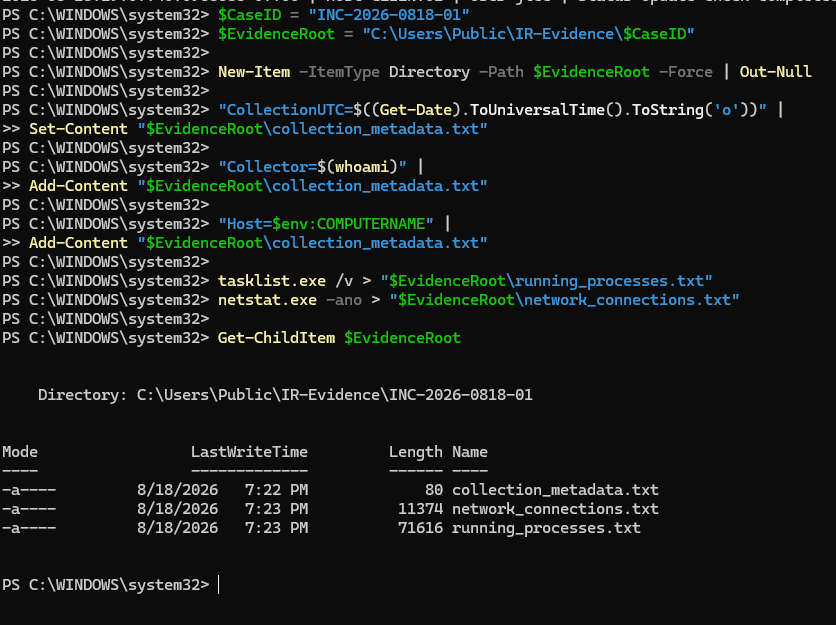 PS C:\WINDOWS\system32> $CaseID = "INC-2026-0818-01"
PS C:\WINDOWS\system32> $EvidenceRoot = "C:\Users\Public\IR-Evidence\$CaseID"
PS C:\WINDOWS\system32>
PS C:\WINDOWS\system32> New-Item -ItemType Directory -Path $EvidenceRoot -Force | Out-Null
PS C:\WINDOWS\system32>
PS C:\WINDOWS\system32> "CollectionUTC=$((Get-Date).ToUniversalTime().ToString('o'))" |
>> Set-Content "$EvidenceRoot\collection_metadata.txt"
PS C:\WINDOWS\system32>
PS C:\WINDOWS\system32> "Collector=$(whoami)" |
>> Add-Content "$EvidenceRoot\collection_metadata.txt"
PS C:\WINDOWS\system32>
PS C:\WINDOWS\system32> "Host=$env:COMPUTERNAME" |
>> Add-Content "$EvidenceRoot\collection_metadata.txt"
PS C:\WINDOWS\system32>
PS C:\WINDOWS\system32> tasklist.exe /v > "$EvidenceRoot\running_processes.txt"
PS C:\WINDOWS\system32> netstat.exe -ano > "$EvidenceRoot\network_connections.txt"
PS C:\WINDOWS\system32>
PS C:\WINDOWS\system32> Get-ChildItem $EvidenceRoot
Directory: C:\Users\Public\IR-Evidence\INC-2026-0818-01
Mode LastWriteTime Length Name
---- ------------- ------ ----
-a---- 8/18/2026 7:22 PM 80 collection_metadata.txt
-a---- 8/18/2026 7:23 PM 11374 network_connections.txt
-a---- 8/18/2026 7:23 PM 71616 running_processes.txt
PS C:\WINDOWS\system32>